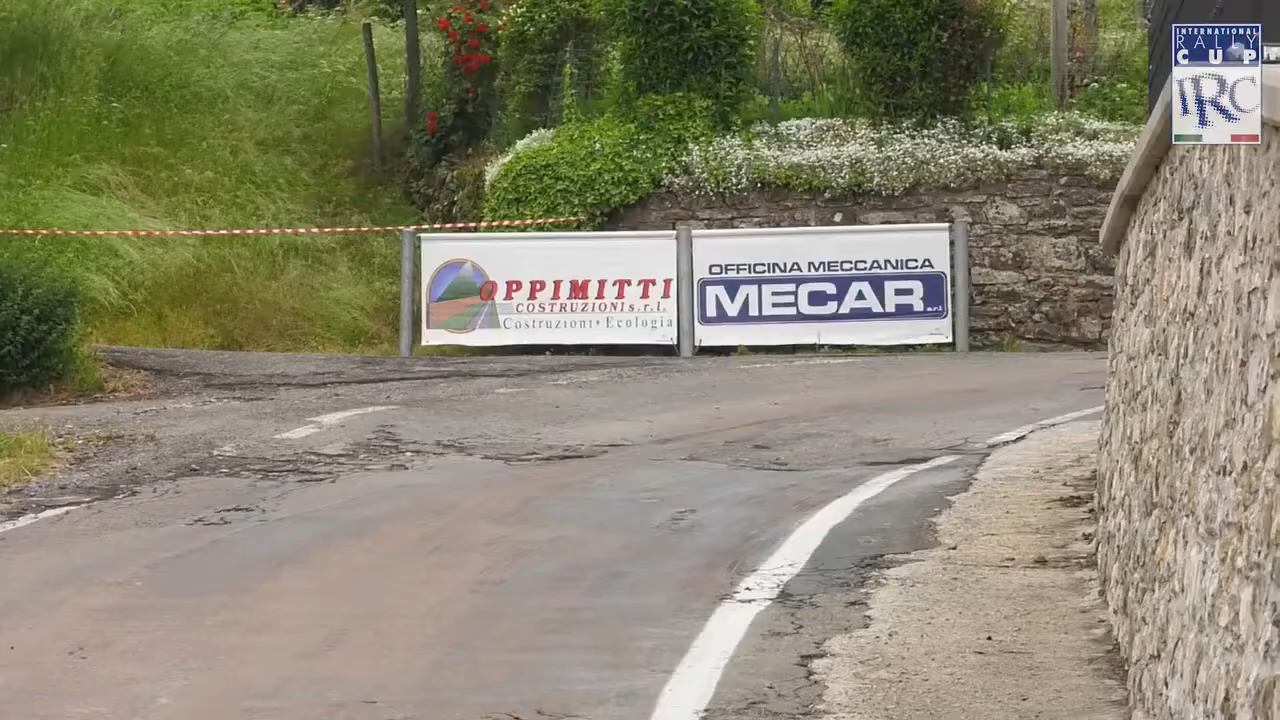 INTERNATIONAL
RALLY
CUP
IRC
OPPIMITTI
COSTRUZIONI s.r.l.
Costruzioni • Ecologia
OFFICINA MECCANICA
MECAR s.r.l.